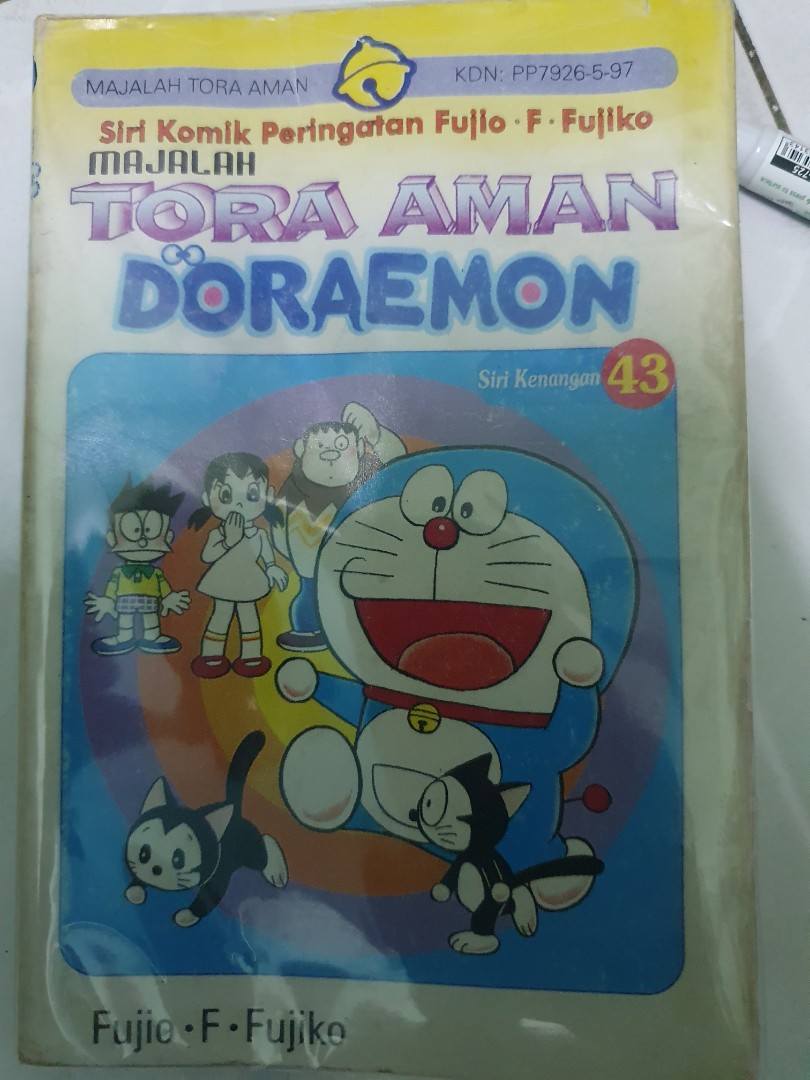 MAJALAH TORA AMAN
KDN: PP7926-5-97
Siri Komik Peringatan Fujio·F·Fujiko
MAJALAH
TORA AMAN
DORAEMON
Siri Kenangan 43
Fujio·F·Fujiko
725